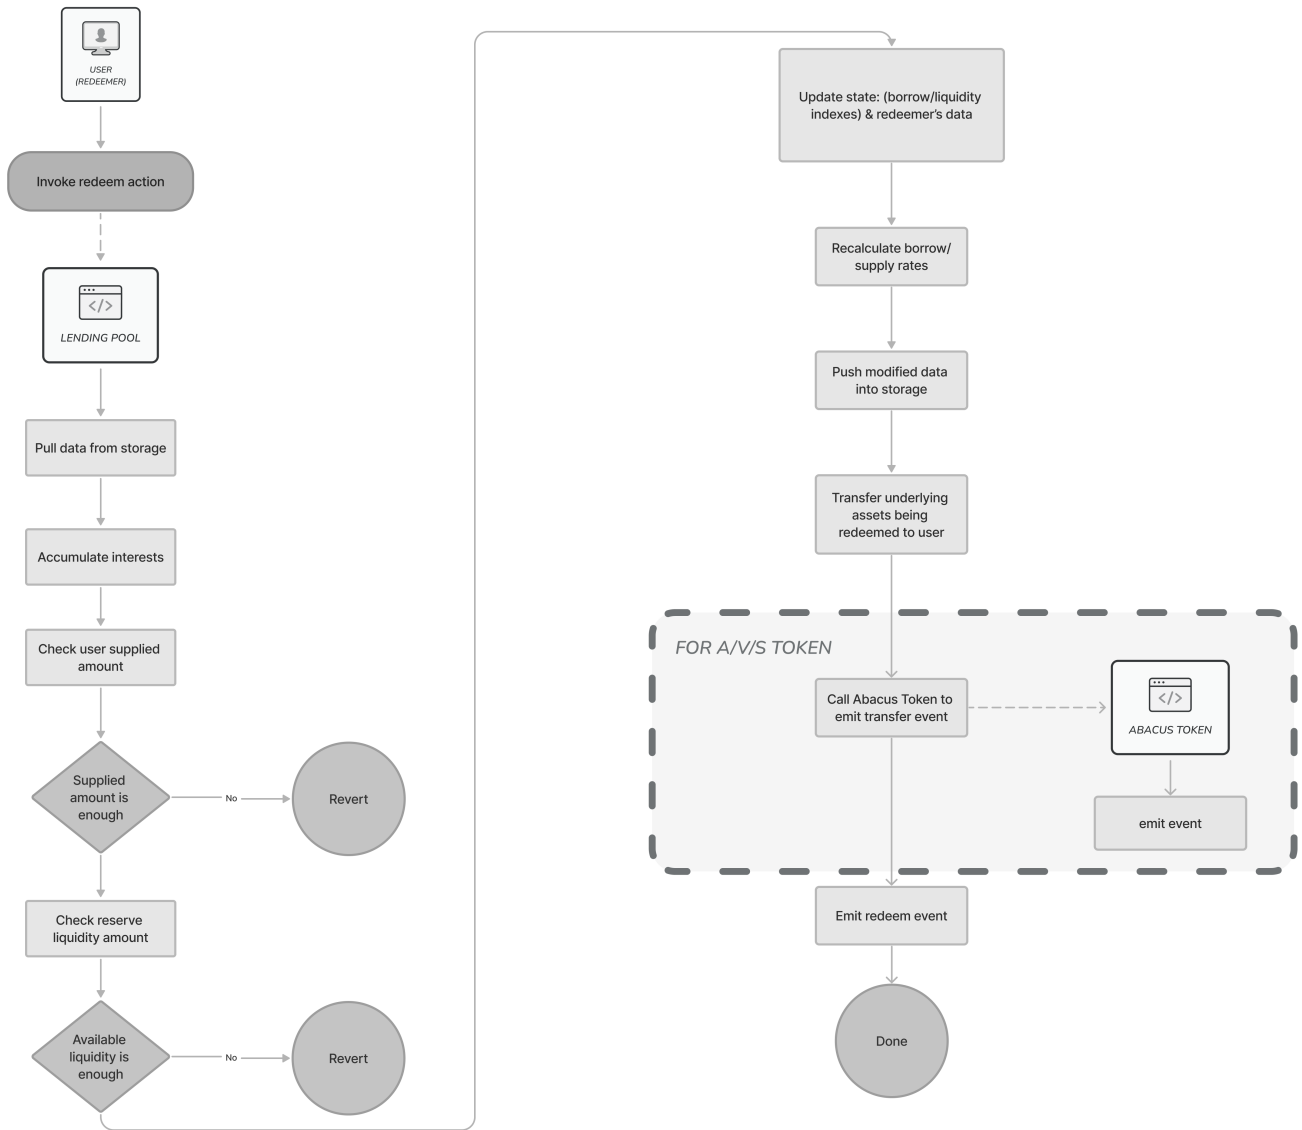 USER
(REDEEMER)
Invoke redeem action
</>
LENDING POOL
Pull data from storage
Accumulate interests
Check user supplied
amount
Supplied
amount is
enough
No
Revert
Check reserve
liquidity amount
Available
liquidity is
enough
No
Revert
Update state: (borrow/liquidity
indexes) & redeemer's data
Recalculate borrow/
supply rates
Push modified data
into storage
Transfer underlying
assets being
redeemed to user
FOR A/V/S TOKEN
Call Abacus Token to
emit transfer event
</>
ABACUS TOKEN
emit event
Emit redeem event
Done